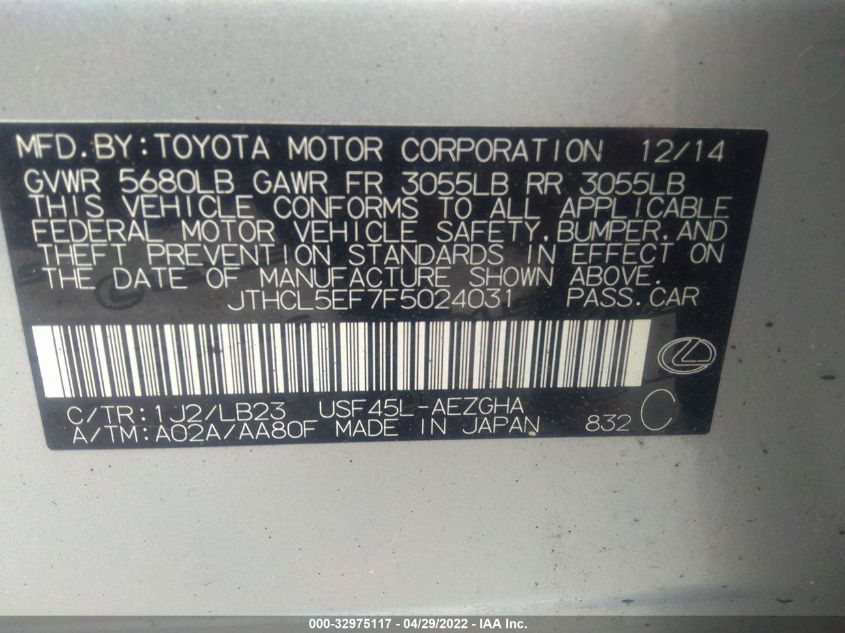 MFD.BY:TOYOTA MOTOR CORPORATION 12/14
GVWR 5680LB GAWR FR 3055LB RR 3055LB
THIS VEHICLE CONFORMS TO ALL APPLICABLE
FEDERAL MOTOR VEHICLE SAFETY,BUMPER,AND
THEFT PREVENTION STANDARDS IN EFFECT ON
THE DATE OF MANUFACTURE SHOWN ABOVE.
JTHCL5EF7F5024031 PASS.CAR
C/TR:1J2/LB23 USF45L-AEZGHA
A/TM:A02A/AA80F MADE IN JAPAN 832 C
000-32975117 - 04/29/2022 - IAA Inc.